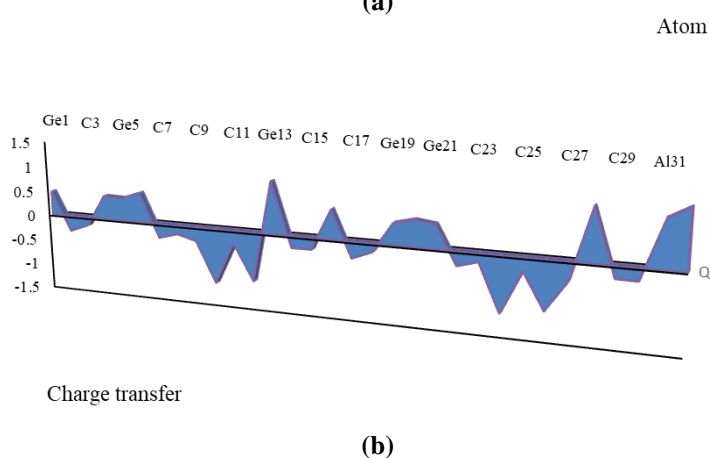 (a)
Atom
Ge1 C3 Ge5 C7 C9 C11 Ge13 C15 C17 Ge19 Ge21 C23 C25 C27 C29 Al31
1.5
1
0.5
0
-0.5
-1
-1.5
Q
Charge transfer
(b)